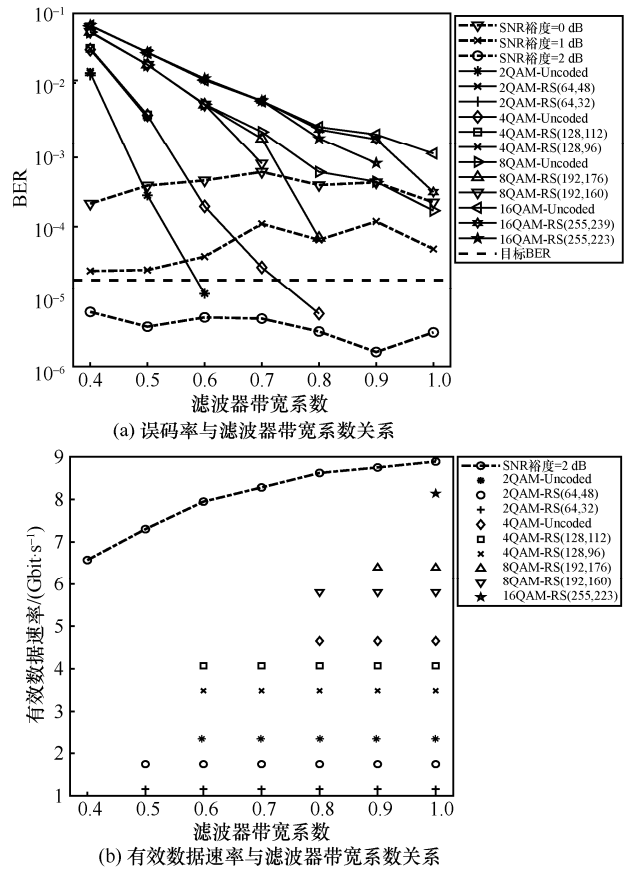 10⁻¹
10⁻²
10⁻³
10⁻⁴
10⁻⁵
10⁻⁶
BER
0.4 0.5 0.6 0.7 0.8 0.9 1.0
滤波器带宽系数
SNR裕度=0 dB
SNR裕度=1 dB
SNR裕度=2 dB
2QAM-Uncoded
2QAM-RS(64,48)
2QAM-RS(64,32)
4QAM-Uncoded
4QAM-RS(128,112)
4QAM-RS(128,96)
8QAM-Uncoded
8QAM-RS(192,176)
8QAM-RS(192,160)
16QAM-Uncoded
16QAM-RS(255,239)
16QAM-RS(255,223)
目标BER
(a) 误码率与滤波器带宽系数关系
9
8
7
6
5
4
3
2
1
有效数据速率/(Gbit·s⁻¹)
0.4 0.5 0.6 0.7 0.8 0.9 1.0
滤波器带宽系数
SNR裕度=2 dB
2QAM-Uncoded
2QAM-RS(64,48)
2QAM-RS(64,32)
4QAM-Uncoded
4QAM-RS(128,112)
4QAM-RS(128,96)
8QAM-RS(192,176)
8QAM-RS(192,160)
16QAM-RS(255,223)
(b) 有效数据速率与滤波器带宽系数关系